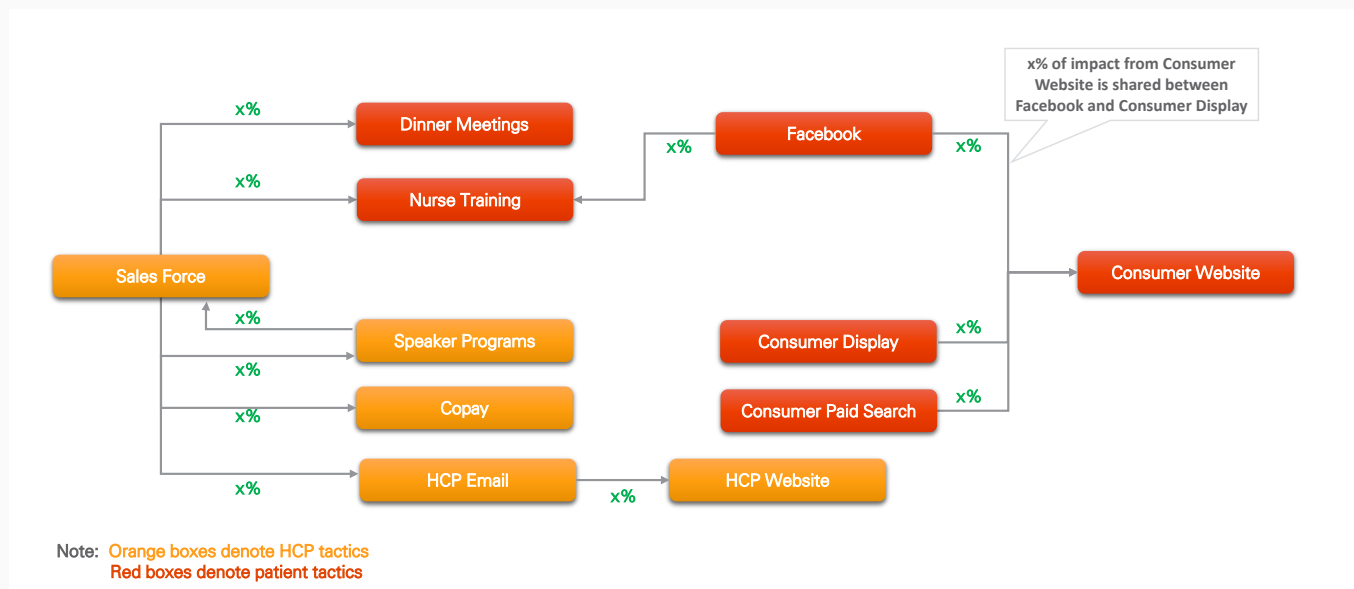 x% of impact from Consumer
Website is shared between
Facebook and Consumer Display
x%
Dinner Meetings
Facebook
x%
x%
x%
Nurse Training
Sales Force
Consumer Website
x%
Speaker Programs
x%
Consumer Display
x%
Copay
x%
x%
Consumer Paid Search
HCP Email
HCP Website
x%
x%
Note: Orange boxes denote HCP tactics
Red boxes denote patient tactics